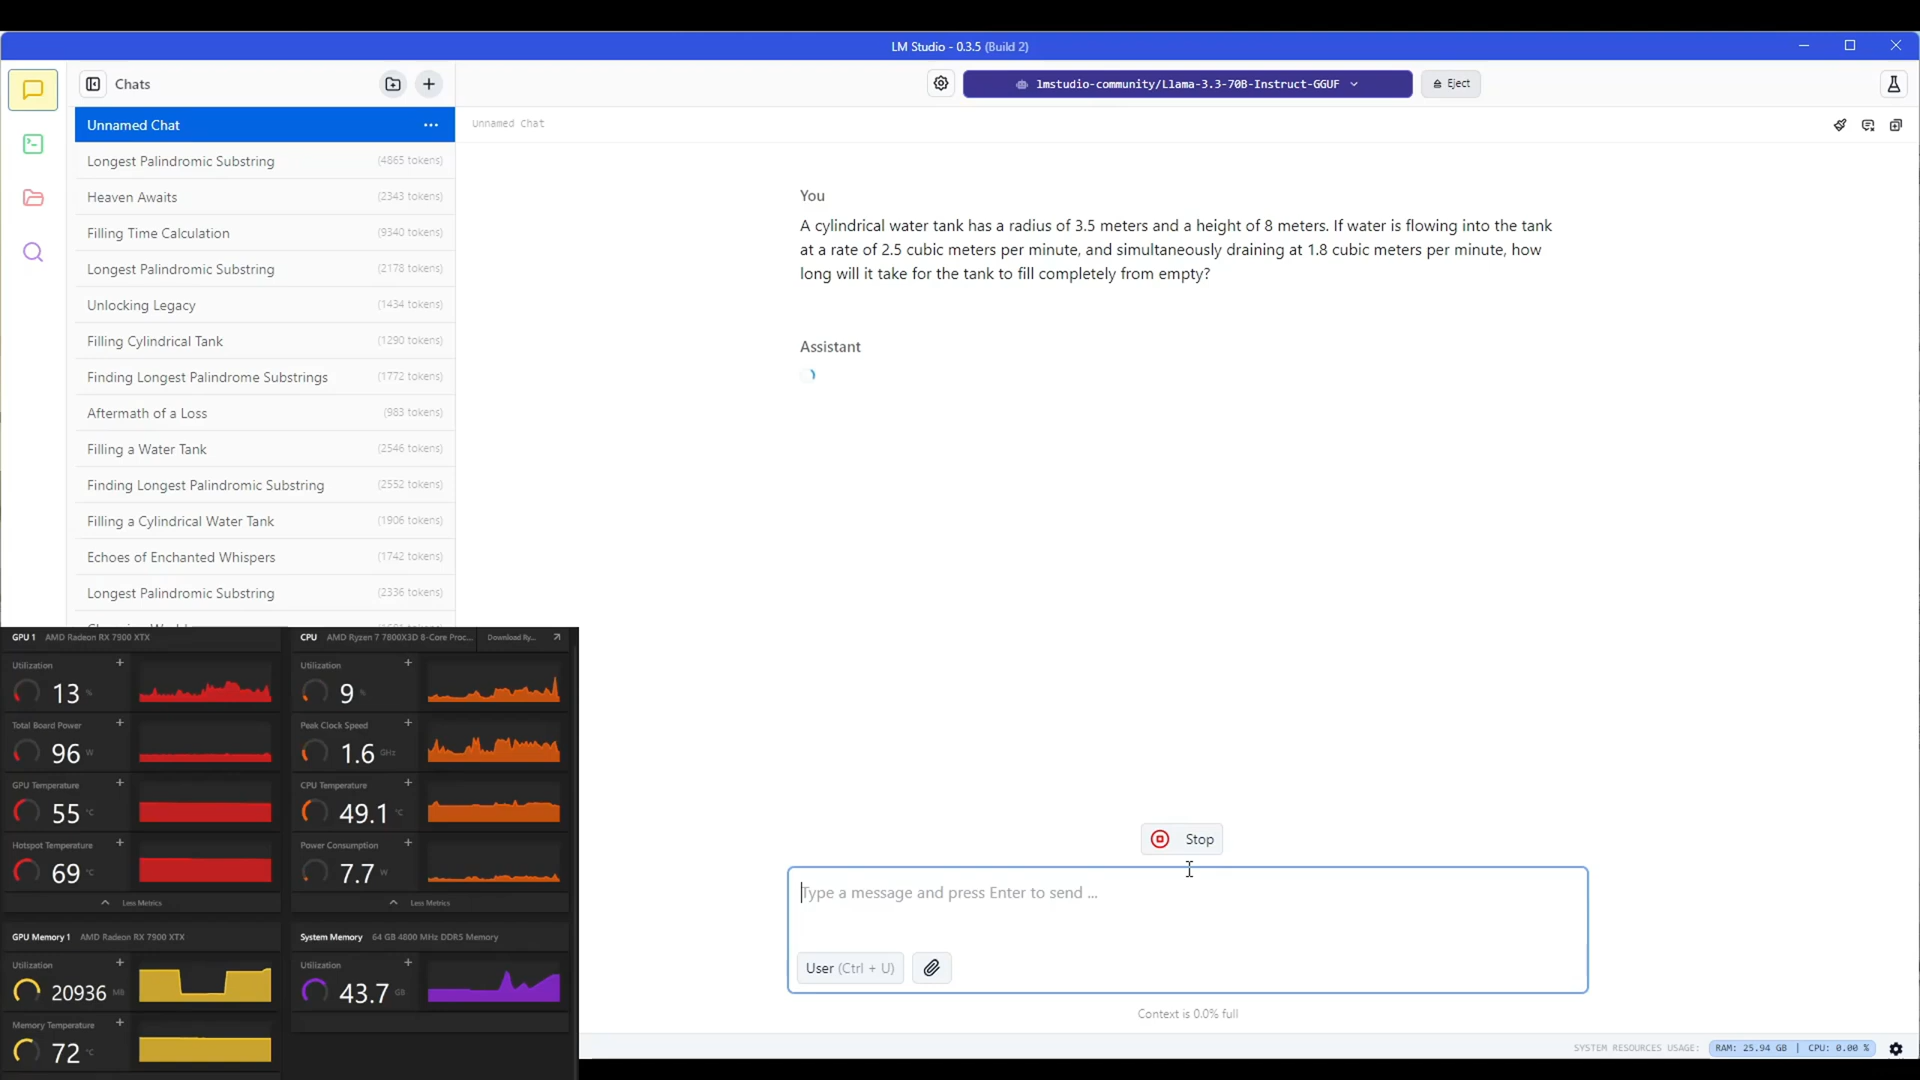 LM Studio - 0.3.5 (Build 2)
Chats
lmstudio-community/Llama-3.3-70B-Instruct-GGUF
Eject
Unnamed Chat
Unnamed Chat
Longest Palindromic Substring (4865 tokens)
Heaven Awaits (2343 tokens)
Filling Time Calculation (9340 tokens)
Longest Palindromic Substring (2178 tokens)
Unlocking Legacy (1434 tokens)
Filling Cylindrical Tank (1290 tokens)
Finding Longest Palindrome Substrings (1772 tokens)
Aftermath of a Loss (983 tokens)
Filling a Water Tank (2546 tokens)
Finding Longest Palindromic Substring (2552 tokens)
Filling a Cylindrical Water Tank (1906 tokens)
Echoes of Enchanted Whispers (1742 tokens)
Longest Palindromic Substring (2336 tokens)
You
A cylindrical water tank has a radius of 3.5 meters and a height of 8 meters. If water is flowing into the tank
at a rate of 2.5 cubic meters per minute, and simultaneously draining at 1.8 cubic meters per minute, how
long will it take for the tank to fill completely from empty?
Assistant
Stop
Type a message and press Enter to send ...
User (Ctrl + U)
Context is 0.0% full
SYSTEM RESOURCES USAGE: RAM: 25.94 GB | CPU: 0.00 %
GPU 1 AMD Radeon RX 7900 XTX
Utilization
13 %
Total Board Power
96 W
GPU Temperature
55 °C
Hotspot Temperature
69 °C
Less Metrics
GPU Memory 1 AMD Radeon RX 7900 XTX
Utilization
20936 MB
Memory Temperature
72 °C
CPU AMD Ryzen 7 7800X3D 8-Core Proc... Download Ry...
Utilization
9 %
Peak Clock Speed
1.6 GHz
CPU Temperature
49.1 °C
Power Consumption
7.7 W
Less Metrics
System Memory 64 GB 4800 MHz DDR5 Memory
Utilization
43.7 GB